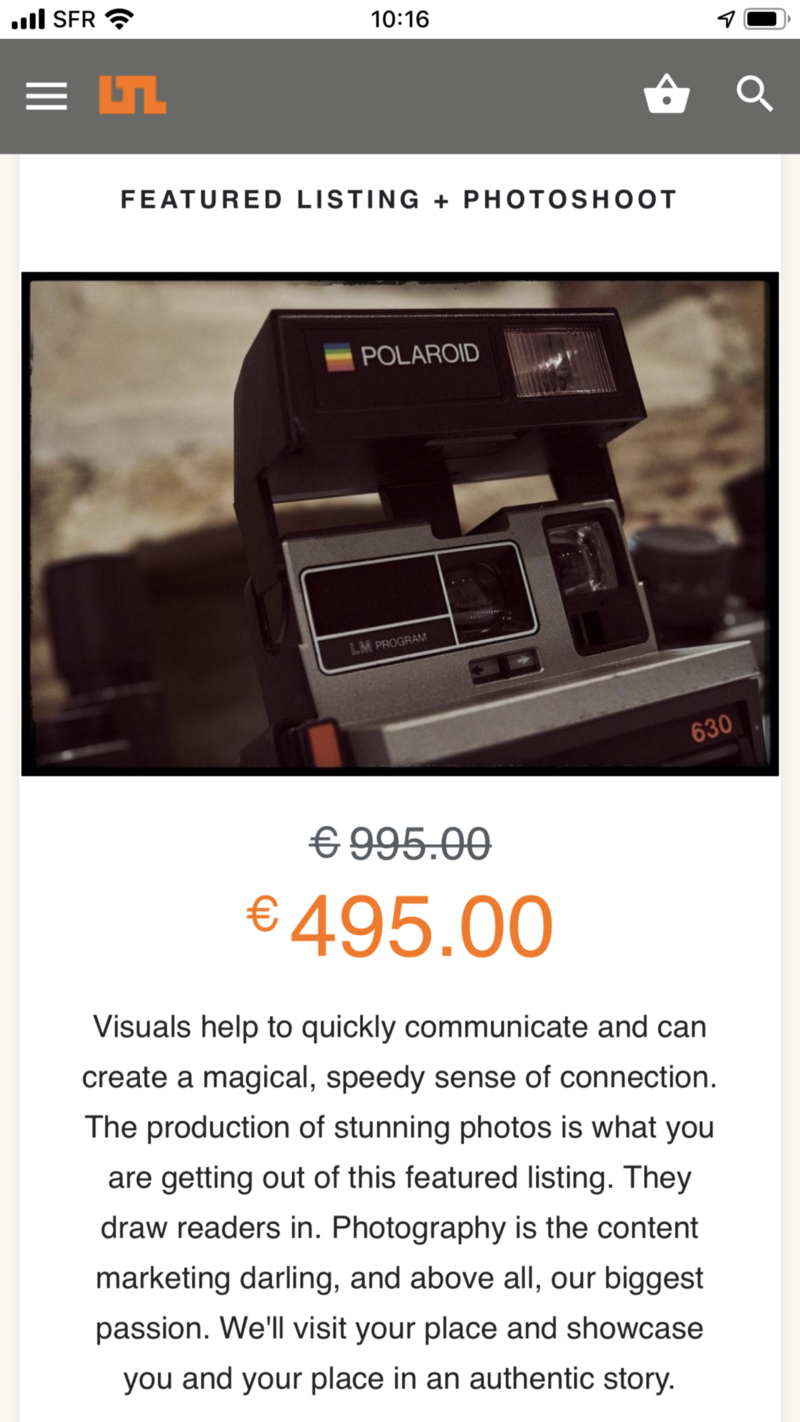 SFR 10:16
LTL
FEATURED LISTING + PHOTOSHOOT
POLAROID
LM PROGRAM
630
€ 995.00
€ 495.00
Visuals help to quickly communicate and can
create a magical, speedy sense of connection.
The production of stunning photos is what you
are getting out of this featured listing. They
draw readers in. Photography is the content
marketing darling, and above all, our biggest
passion. We'll visit your place and showcase
you and your place in an authentic story.